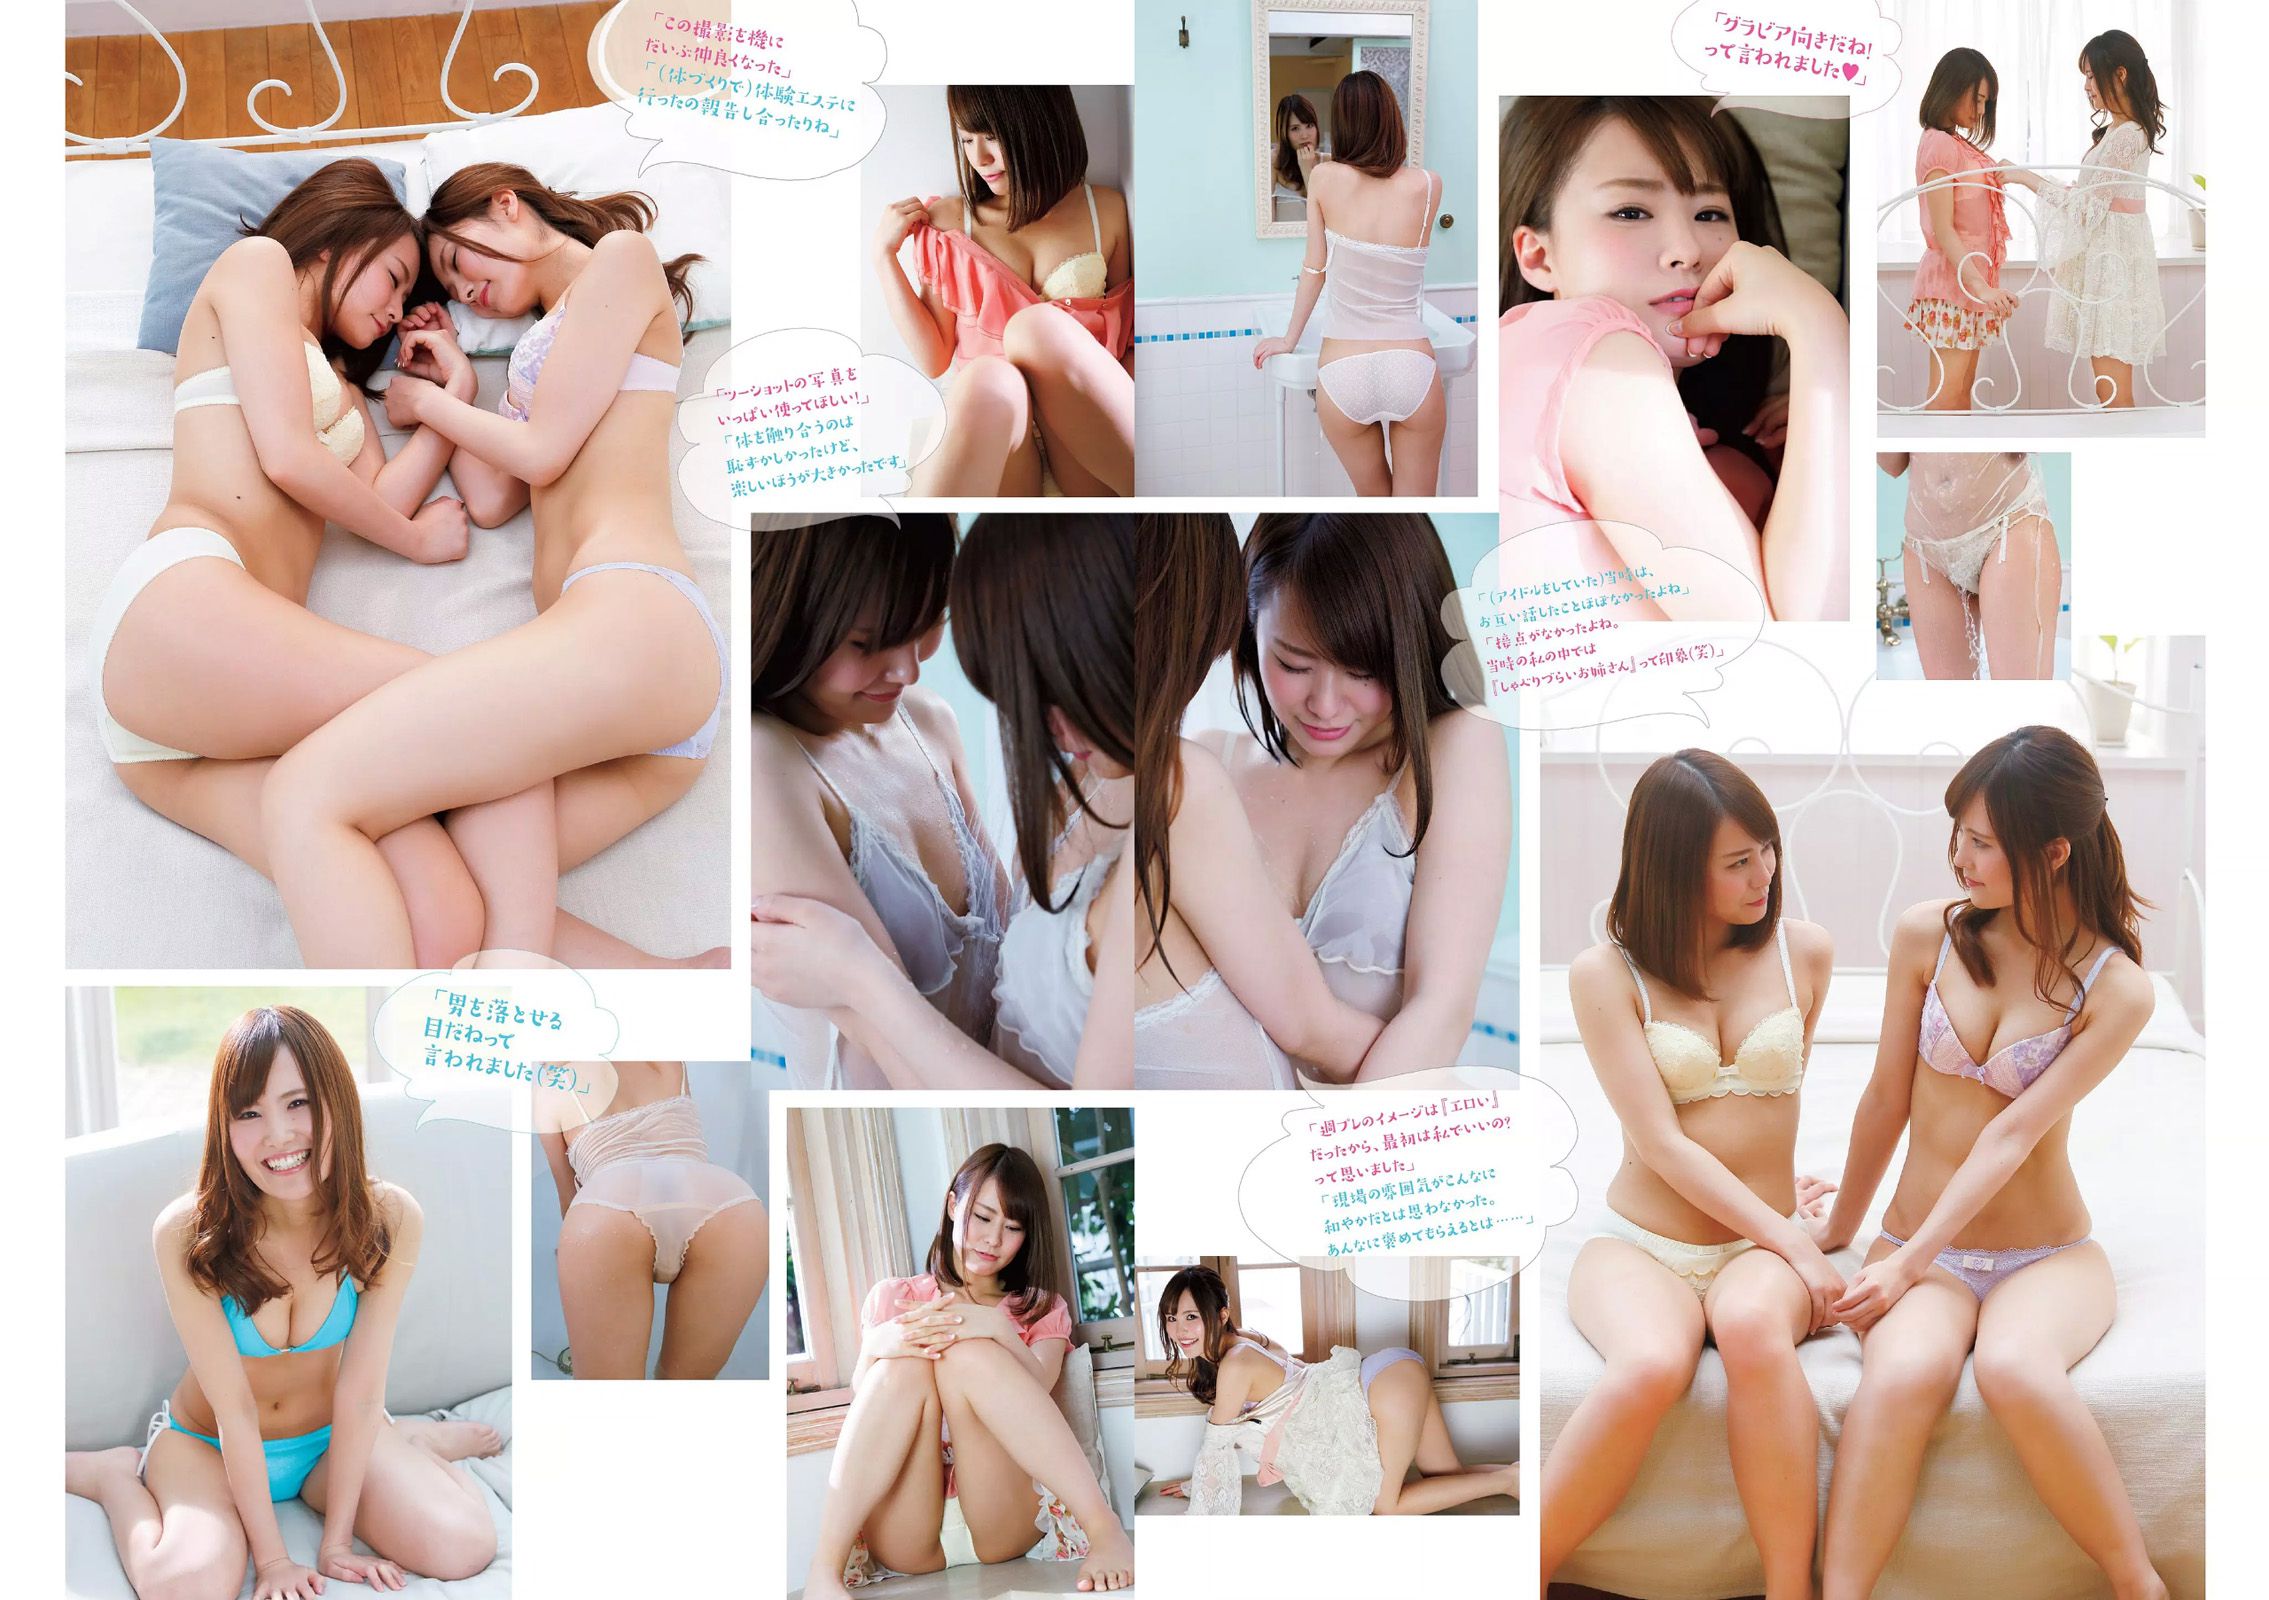 「この撮影を機に
だいぶ仲良くなった」
「(体づくりで)体験エステに
行ったの報告し合ったりね」
「グラビア向きだね!
って言われました♥」
「ツーショットの写真を
いっぱい使ってほしい!」
「体を触り合うのは
恥ずかしかったけど、
楽しいほうが大きかったです」
「(アイドルをしていた)当時は、
お互い話したことほぼなかったよね」
「接点がなかったよね。
当時の私の中では
『しゃべりづらいお姉さん』って印象(笑)」
「男を落とせる
目だねって
言われました(笑)」
「週プレのイメージは『エロい』
だったから、最初は私でいいの?
って思いました」
「現場の雰囲気がこんなに
和やかだとは思わなかった。
あんなに褒めてもらえるとは……」